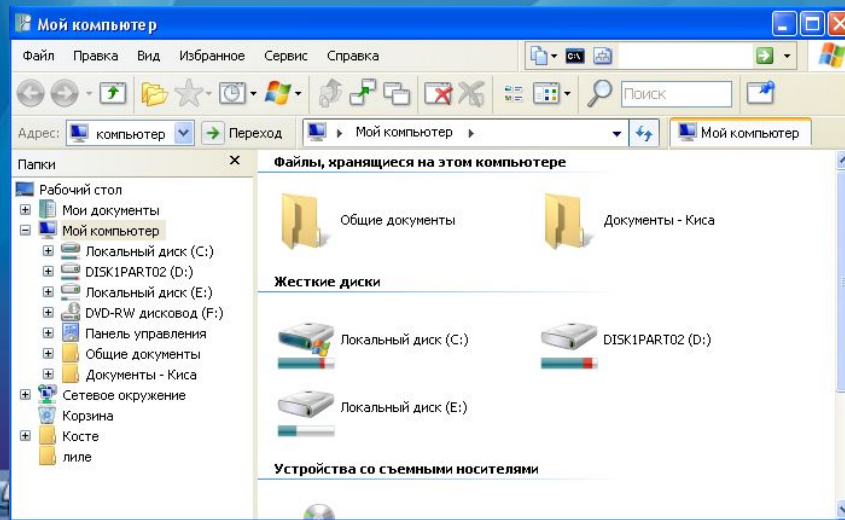 Мой компьютер
Файл Правка Вид Избранное Сервис Справка
C:\
Поиск
Адрес: компьютер Переход Мой компьютер Мой компьютер
Папки
Рабочий стол
Мои документы
Мой компьютер
Локальный диск (C:)
DISK1PART02 (D:)
Локальный диск (E:)
DVD-RW дисковод (F:)
Панель управления
Общие документы
Документы - Киса
Сетевое окружение
Корзина
Косте
лиле
Файлы, хранящиеся на этом компьютере
Общие документы Документы - Киса
Жесткие диски
Локальный диск (C:) DISK1PART02 (D:)
Локальный диск (E:)
Устройства со съемными носителями